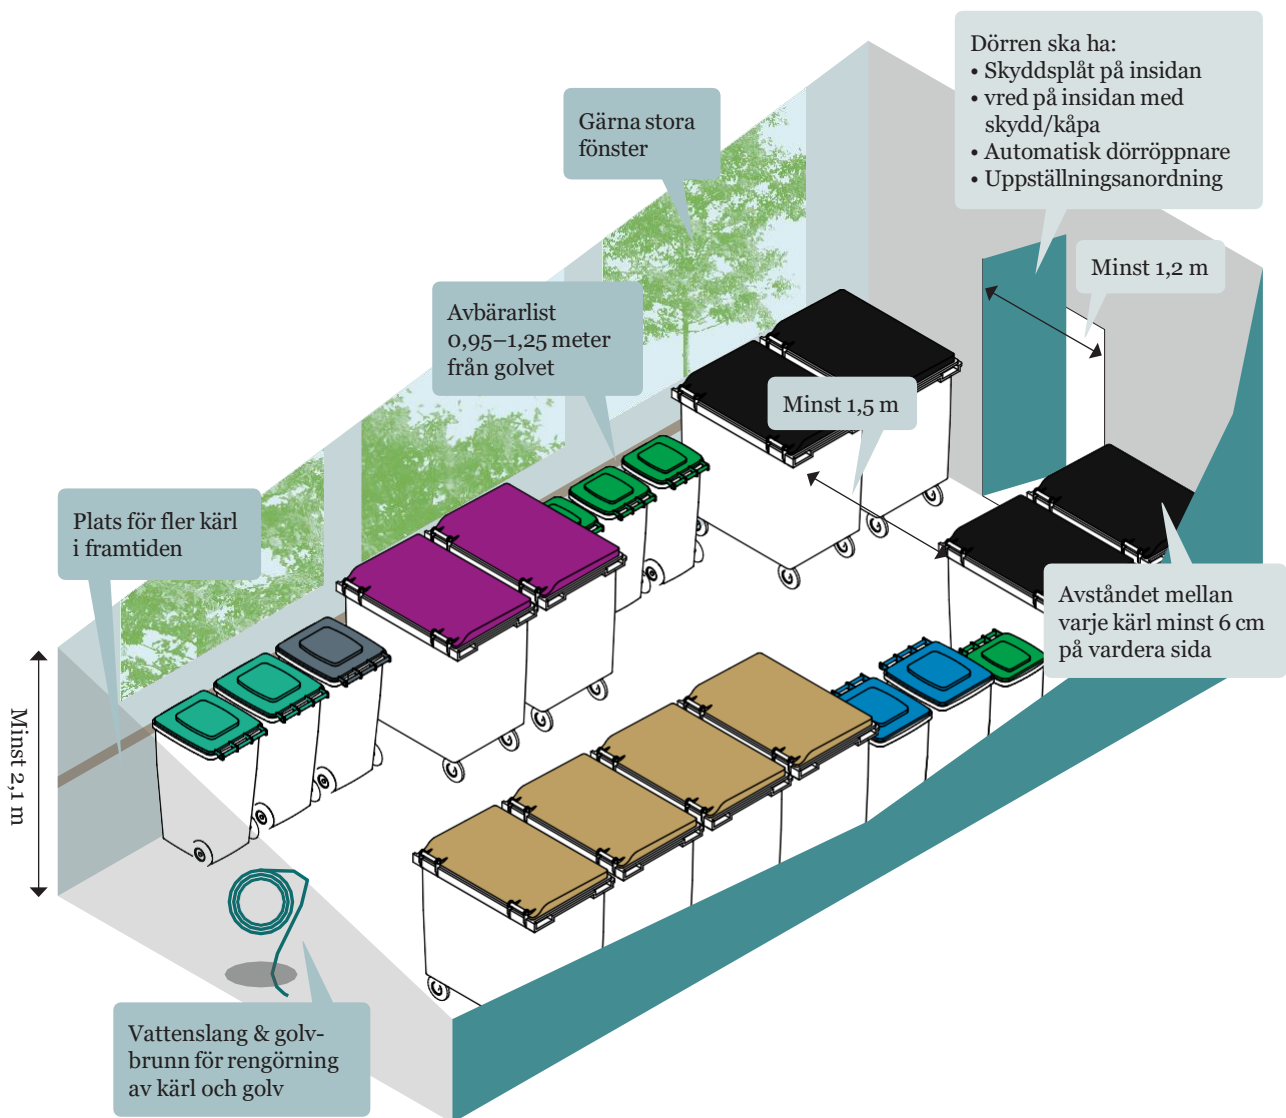 Dörren ska ha:
• Skyddsplåt på insidan
• vred på insidan med
skydd/kåpa
• Automatisk dörröppnare
• Uppställningsanordning
Gärna stora
fönster
Minst 1,2 m
Avbärarlist
0,95–1,25 meter
från golvet
Minst 1,5 m
Plats för fler kärl
i framtiden
Avståndet mellan
varje kärl minst 6 cm
på vardera sida
Minst 2,1 m
Vattenslang & golv-
brunn för rengörning
av kärl och golv